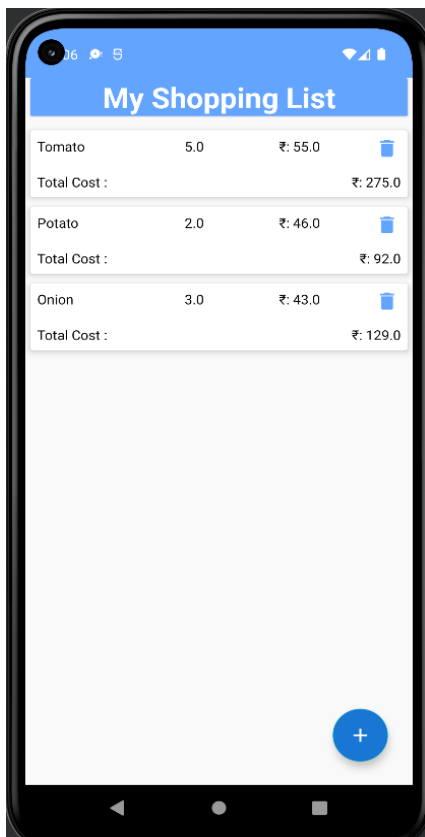 06
My Shopping List
Tomato 5.0 ₹: 55.0
Total Cost : ₹: 275.0
Potato 2.0 ₹: 46.0
Total Cost : ₹: 92.0
Onion 3.0 ₹: 43.0
Total Cost : ₹: 129.0
+